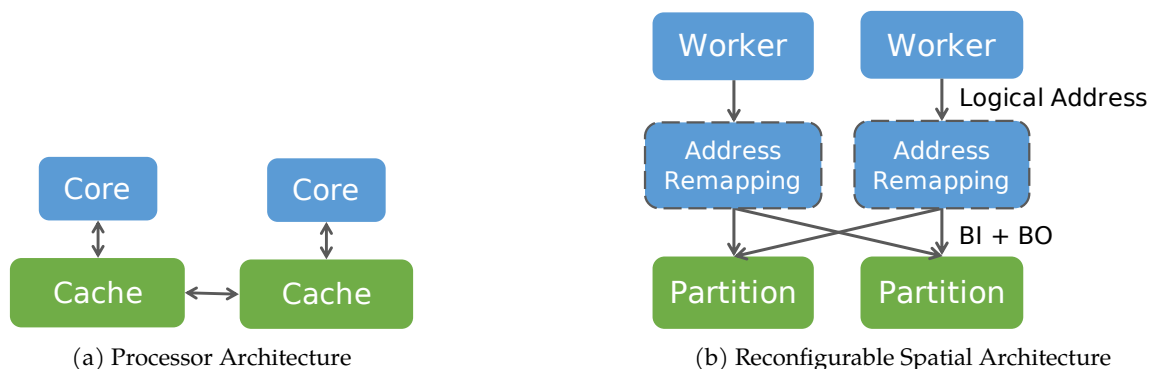 Core
Core
Cache
Cache
(a) Processor Architecture
Worker
Worker
Logical Address
Address
Remapping
Address
Remapping
BI + BO
Partition
Partition
(b) Reconfigurable Spatial Architecture